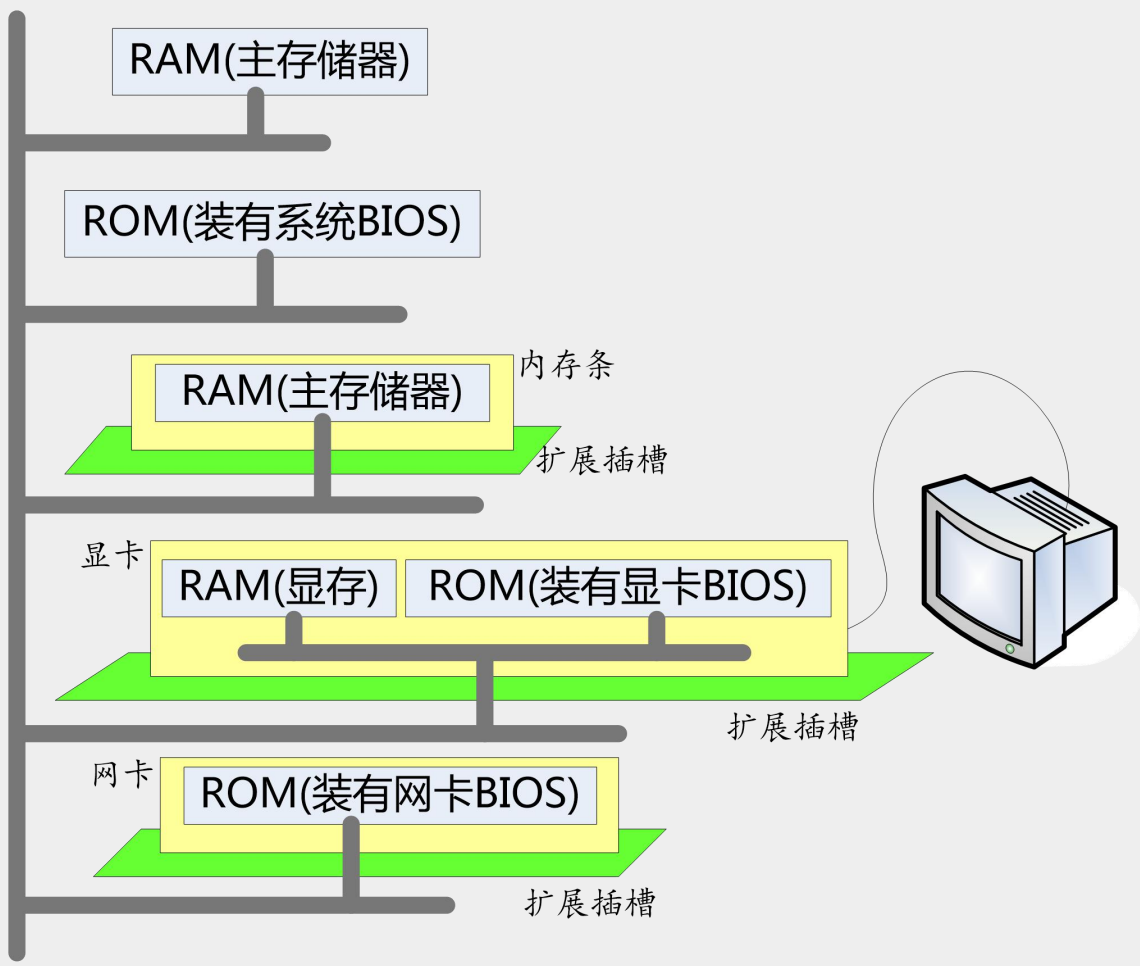 RAM(主存储器)
ROM(装有系统BIOS)
内存条
RAM(主存储器)
扩展插槽
显卡
RAM(显存)
ROM(装有显卡BIOS)
扩展插槽
网卡
ROM(装有网卡BIOS)
扩展插槽